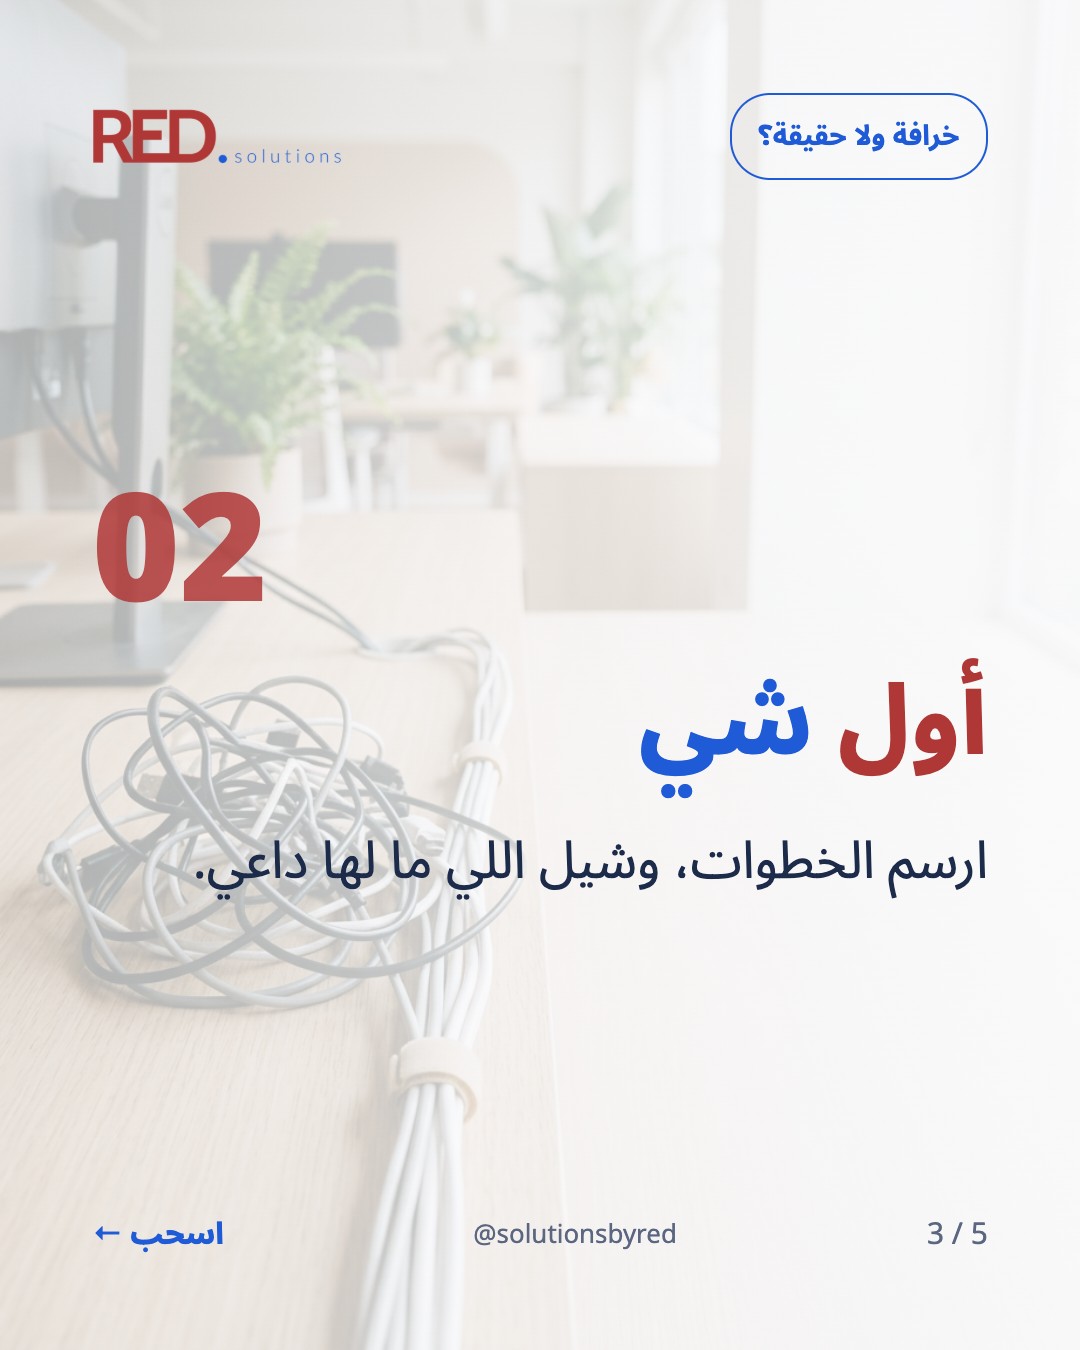 RED.solutions
خرافة ولا حقيقة؟
02
أول شي
ارسم الخطوات، وشيل اللي ما لها داعي.
اسحب ←
@solutionsbyred
3 / 5